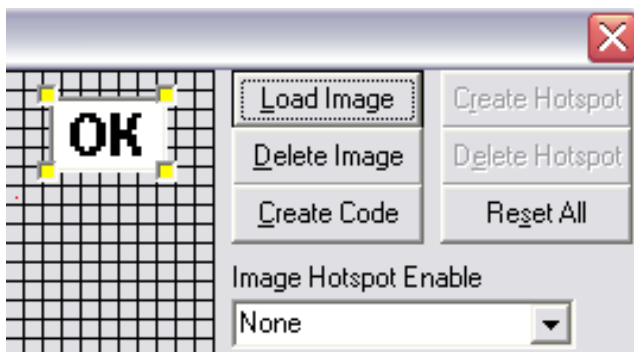 OK
Load Image
Create Hotspot
Delete Image
Delete Hotspot
Create Code
Reset All
Image Hotspot Enable
None